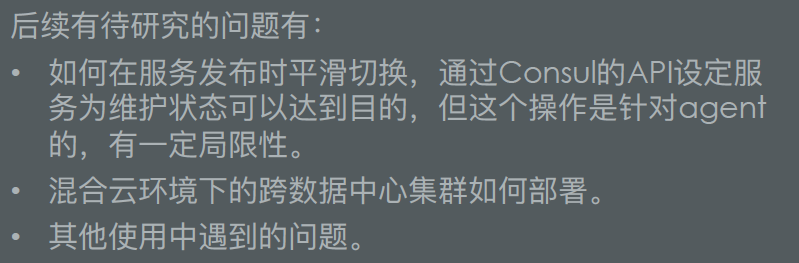 后续有待研究的问题有：
• 如何在服务发布时平滑切换，通过Consul的API设定服
务为维护状态可以达到目的，但这个操作是针对agent
的，有一定局限性。
• 混合云环境下的跨数据中心集群如何部署。
• 其他使用中遇到的问题。